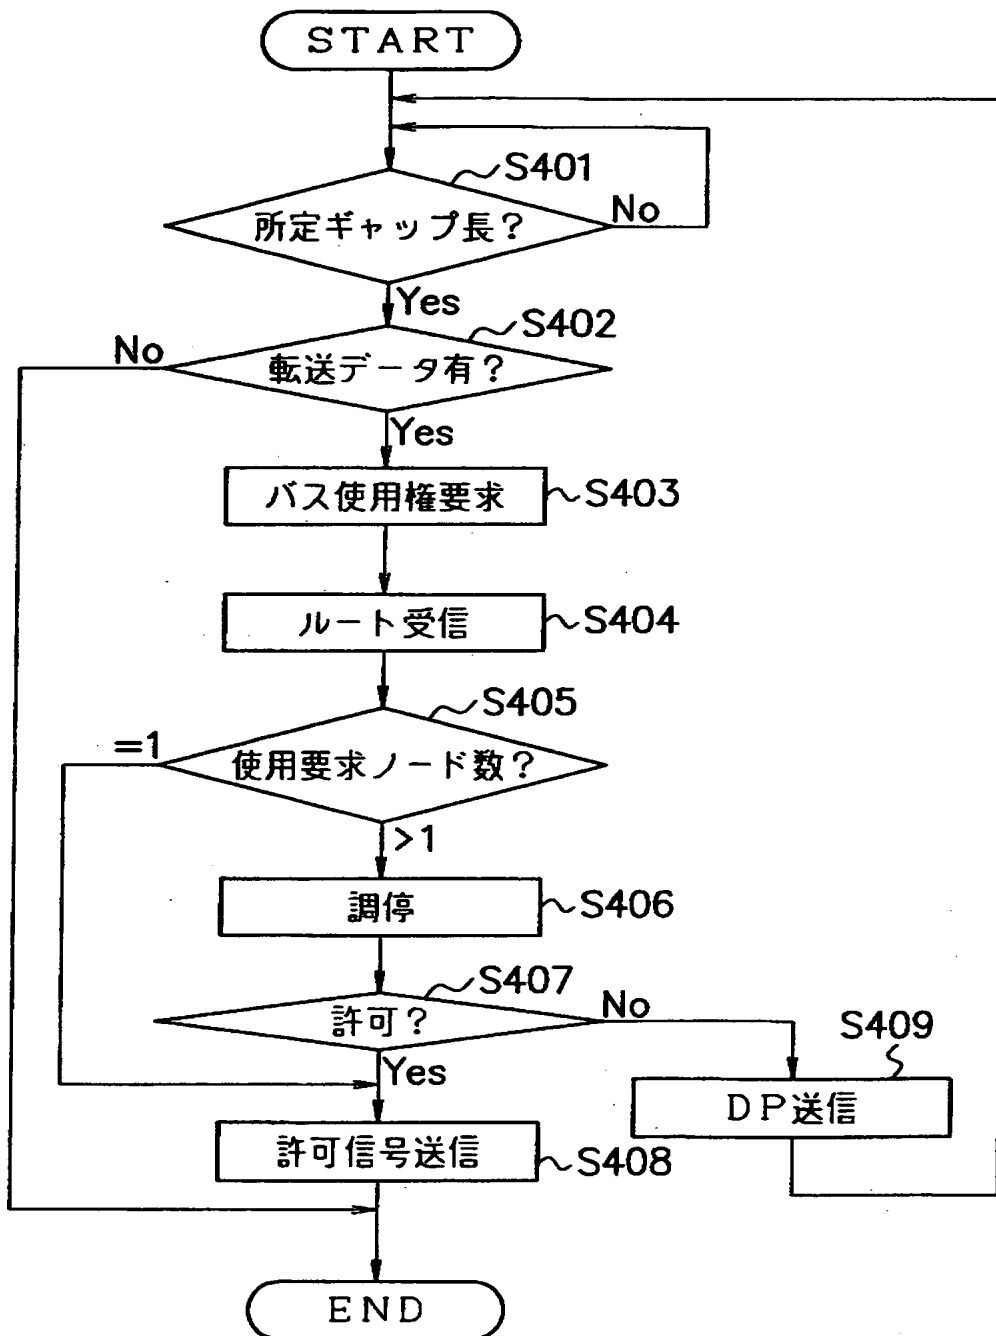 START
S401
所定ギャップ長?
No
Yes
S402
No
転送データ有?
Yes
バス使用権要求
S403
ルート受信
S404
S405
=1
使用要求ノード数?
>1
調停
S406
S407
許可?
No
S409
Yes
DP送信
許可信号送信
S408
END